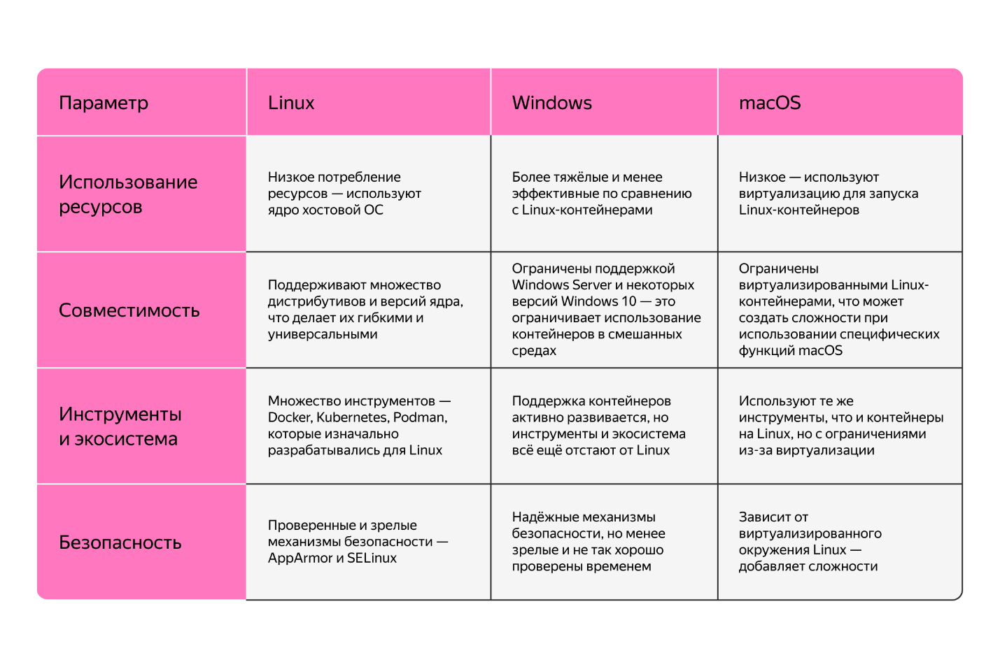 Параметр
Linux
Windows
macOS
Использование
ресурсов
Низкое потребление
ресурсов — используют
ядро хостовой ОС
Более тяжёлые и менее
эффективные по сравнению
с Linux-контейнерами
Низкое — используют
виртуализацию для запуска
Linux-контейнеров
Совместимость
Поддерживают множество
дистрибутивов и версий ядра,
что делает их гибкими и
универсальными
Ограничены поддержкой
Windows Server и некоторых
версий Windows 10 — это
ограничивает использование
контейнеров в смешанных
средах
Ограничены
виртуализированными Linux-
контейнерами, что может
создать сложности при
использовании специфических
функций macOS
Инструменты
и экосистема
Множество инструментов —
Docker, Kubernetes, Podman,
которые изначально
разрабатывались для Linux
Поддержка контейнеров
активно развивается, но
инструменты и экосистема
всё ещё отстают от Linux
Используют те же
инструменты, что и контейнеры
на Linux, но с ограничениями
из-за виртуализации
Безопасность
Проверенные и зрелые
механизмы безопасности —
AppArmor и SELinux
Надёжные механизмы
безопасности, но менее
зрелые и не так хорошо
проверены временем
Зависит от
виртуализированного
окружения Linux —
добавляет сложности